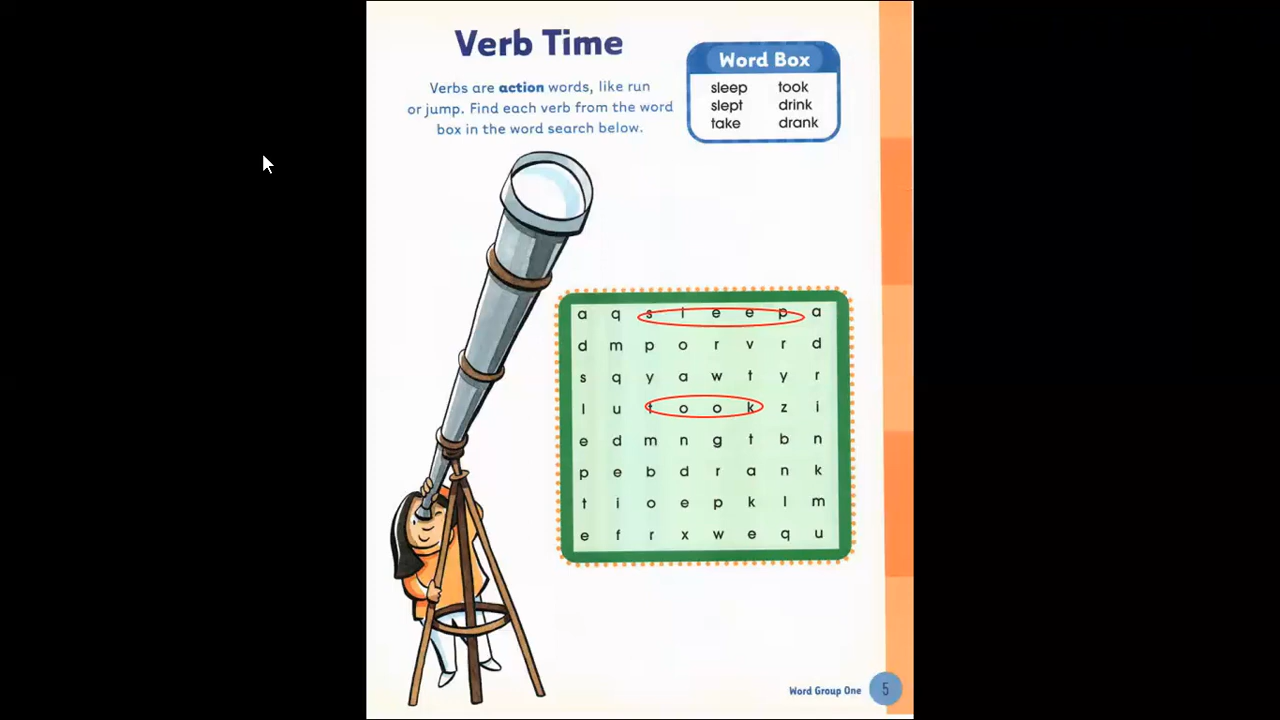 Verb Time
Verbs are action words, like run
or jump. Find each verb from the word
box in the word search below.
Word Box
sleep took
slept drink
take drank
a q s l e e p a
d m p o r v r d
s q y a w t y r
l u t o o k z i
e d m n g t b n
p e b d r a n k
t i o e p k l m
e f r x w e q u
Word Group One 5